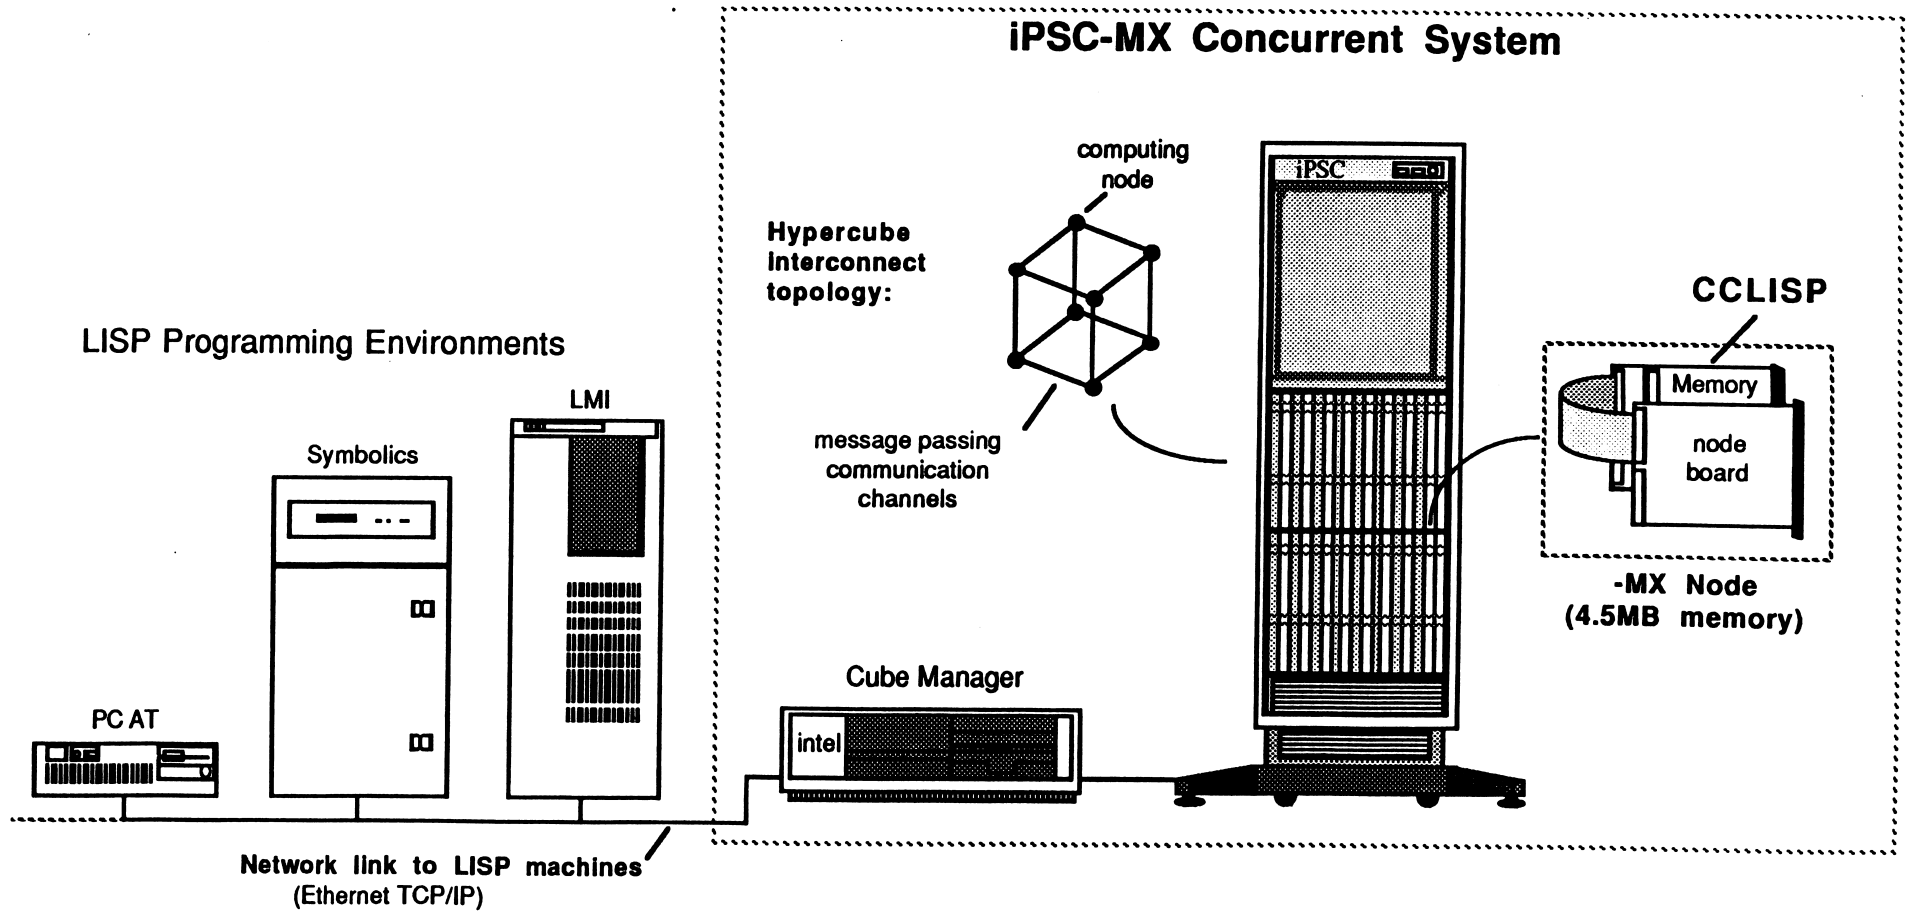 iPSC-MX Concurrent System
computing
node
iPSC
Hypercube
interconnect
topology:
CCLISP
LISP Programming Environments
Memory
LMI
message passing
communication
channels
node
board
Symbolics
-MX Node
(4.5MB memory)
Cube Manager
PC AT
intel
Network link to LISP machines
(Ethernet TCP/IP)